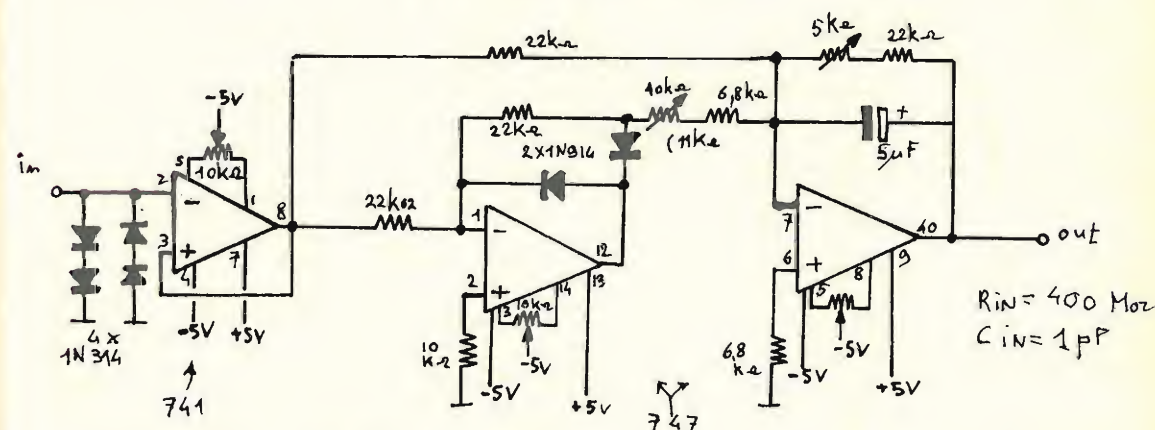 22kΩ
5kΩ
22kΩ
-5V
5
10kΩ
1
in
2
-
3
+
4
7
8
-5V
+5V
4x
1N914
741
22kΩ
10kΩ
(11kΩ
6,8kΩ
2x1N914
22kΩ
1
-
2
+
3
10kΩ
14
12
13
10
kΩ
-5V
-5V
+5V
747
+
5µF
7
-
6
+
5
8
9
10
out
6,8
kΩ
-5V
-5V
+5V
RiN = 400 MΩ
CiN = 1pF